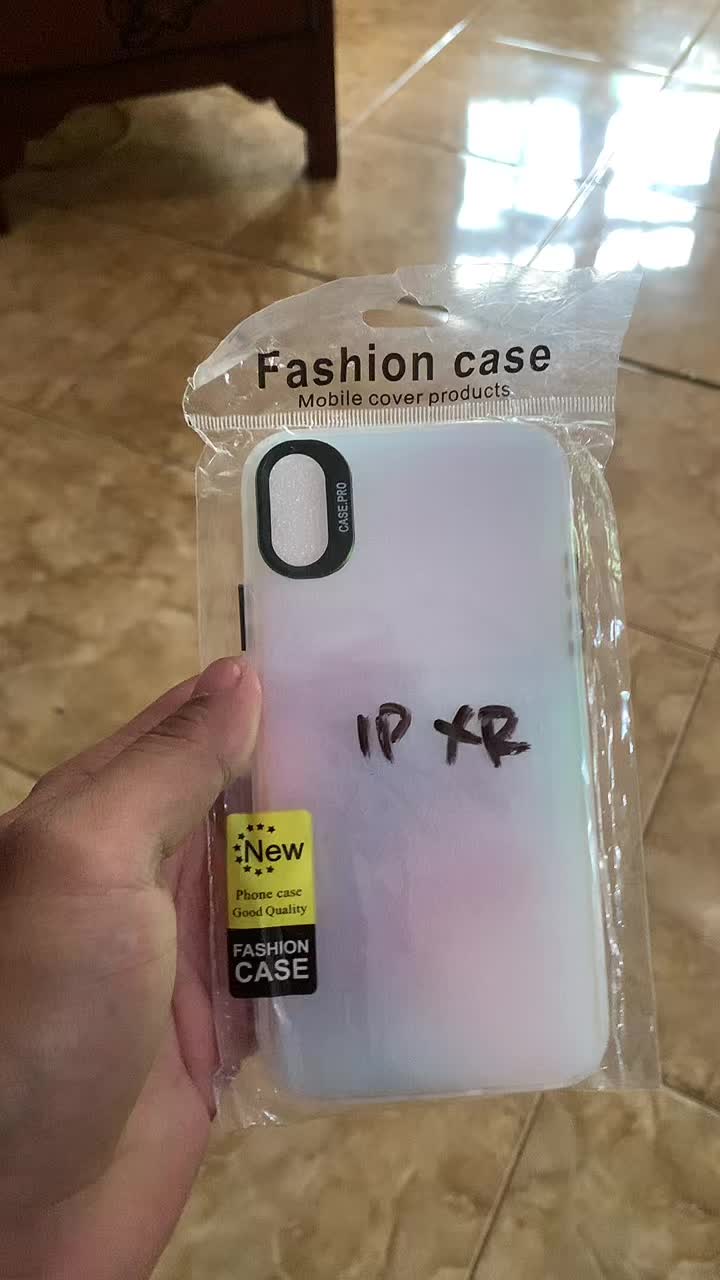 Fashion case
Mobile cover products
CASE.PRO
IP XR
New
Phone case
Good Quality
FASHION
CASE